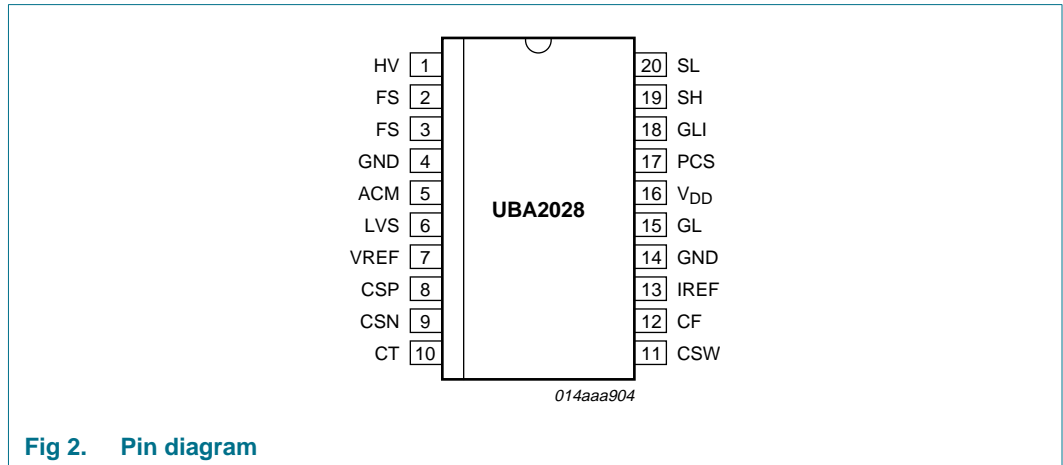 HV 1
20 SL
FS 2
19 SH
FS 3
18 GLI
GND 4
17 PCS
ACM 5
16 VDD
LVS 6
UBA2028
15 GL
VREF 7
14 GND
CSP 8
13 IREF
CSN 9
12 CF
CT 10
11 CSW
014aaa904
Fig 2. Pin diagram